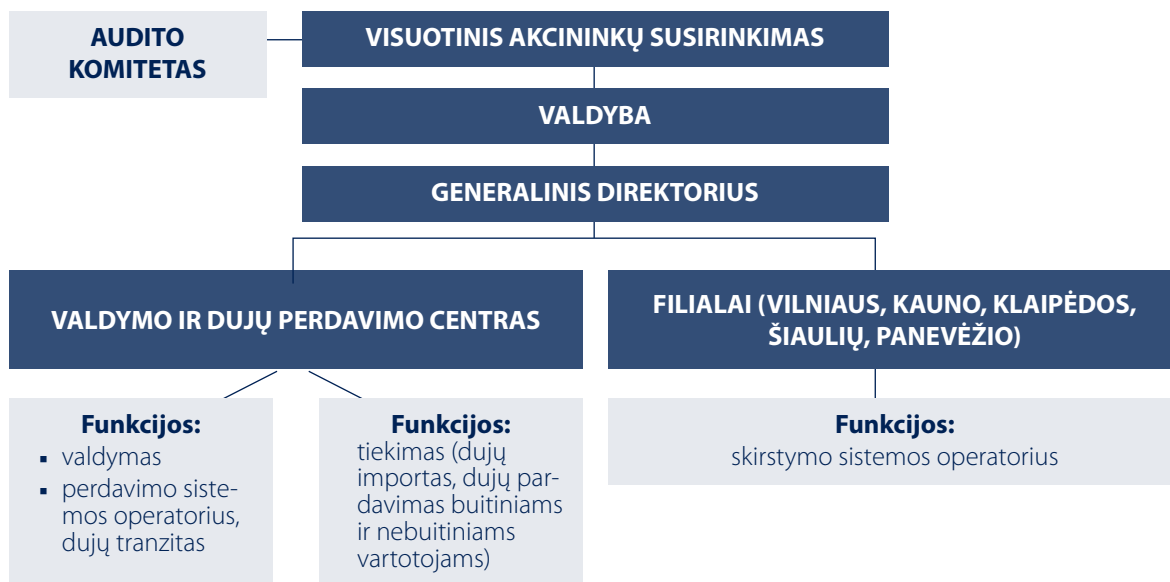 AUDITO
KOMITETAS
VISUOTINIS AKCININKŲ SUSIRINKIMAS
VALDYBA
GENERALINIS DIREKTORIUS
VALDYMO IR DUJŲ PERDAVIMO CENTRAS
FILIALAI (VILNIAUS, KAUNO, KLAIPĖDOS,
ŠIAULIŲ, PANEVĖŽIO)
Funkcijos:
▪ valdymas
▪ perdavimo siste-
mos operatorius,
dujų tranzitas
Funkcijos:
tiekimas (dujų
importas, dujų par-
davimas buitiniams
ir nebuitiniams
vartotojams)
Funkcijos:
skirstymo sistemos operatorius